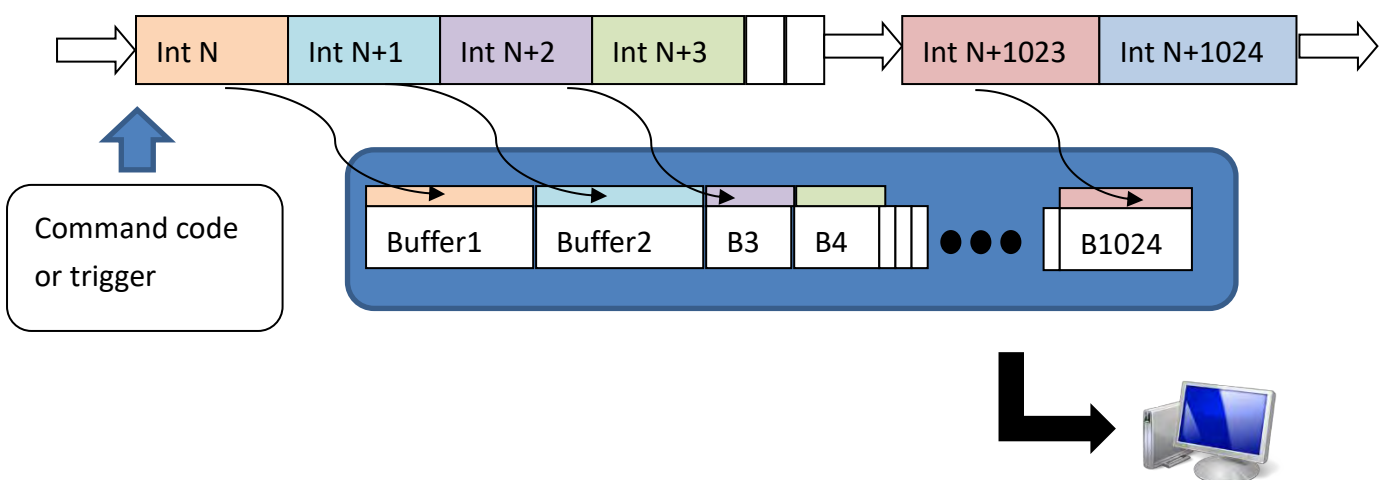 Int N Int N+1 Int N+2 Int N+3 Int N+1023 Int N+1024
Command code
or trigger
Buffer1 Buffer2 B3 B4 B1024